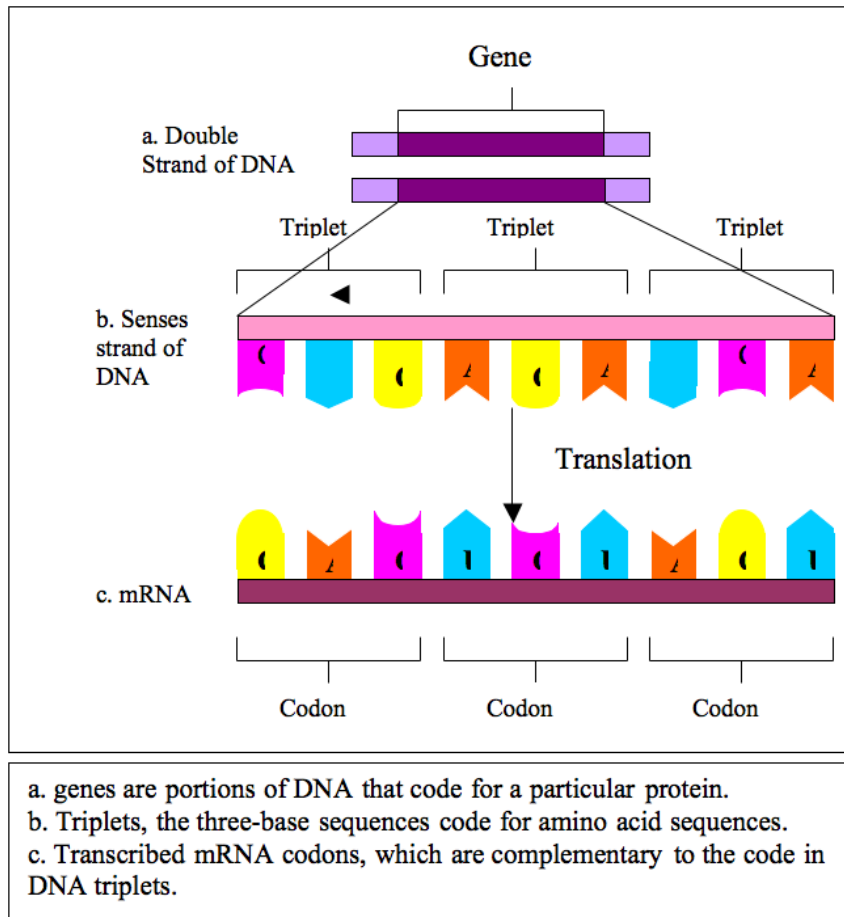 Gene
a. Double
Strand of DNA
Triplet Triplet Triplet
b. Senses
strand of
DNA
A A A
Translation
A A
c. mRNA
Codon Codon Codon
a. genes are portions of DNA that code for a particular protein.
b. Triplets, the three-base sequences code for amino acid sequences.
c. Transcribed mRNA codons, which are complementary to the code in
DNA triplets.